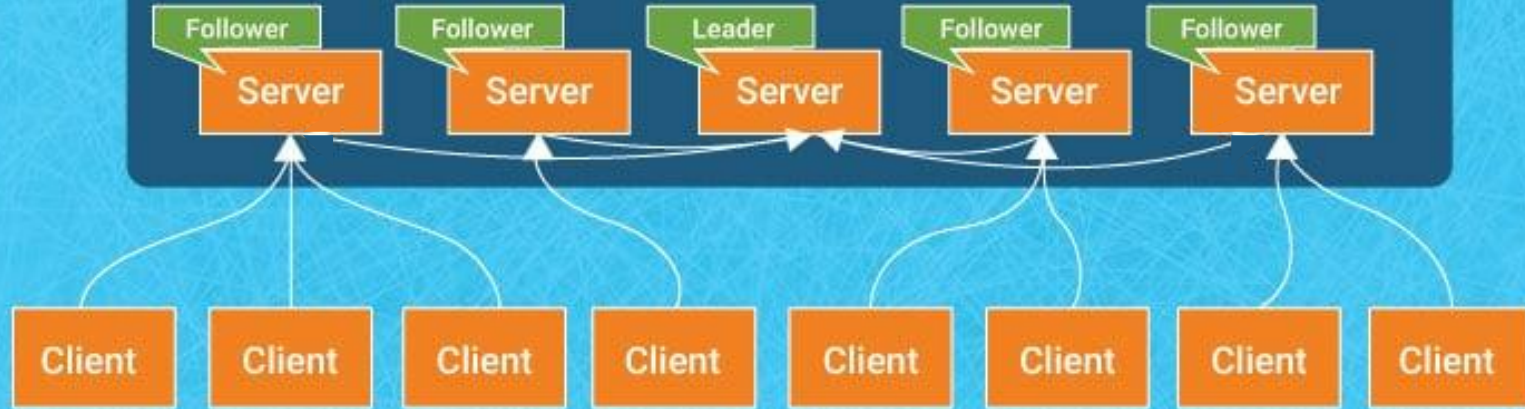 Follower Follower Leader Follower Follower
Server Server Server Server Server
Client Client Client Client Client Client Client Client